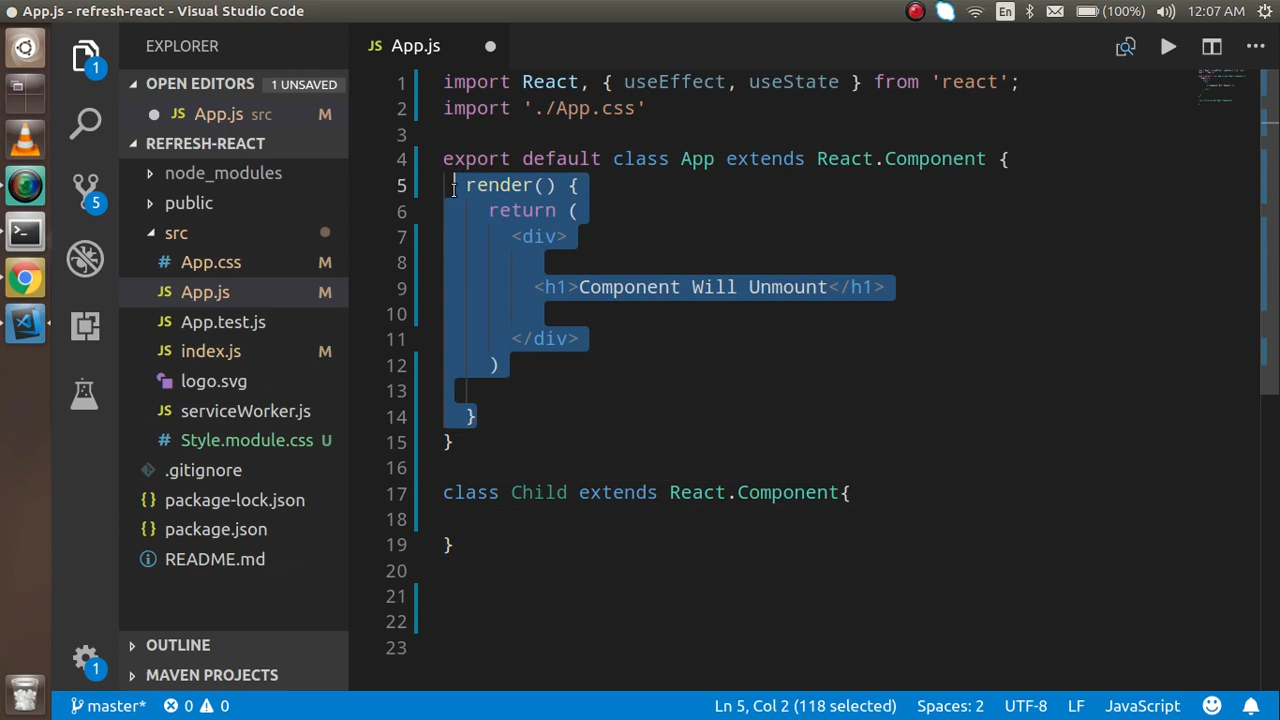 App.js - refresh-react - Visual Studio Code
En
(100%)
12:07 AM
EXPLORER
OPEN EDITORS
1 UNSAVED
App.js src
M
REFRESH-REACT
node_modules
public
src
App.css
M
App.js
M
App.test.js
index.js
M
logo.svg
serviceWorker.js
Style.module.css
U
.gitignore
package-lock.json
package.json
README.md
OUTLINE
MAVEN PROJECTS
1
5
1
JS App.js
1 import React, { useEffect, useState } from 'react';
2 import './App.css'
3
4 export default class App extends React.Component {
5 render() {
6 return (
7 <div>
8
9 <h1>Component Will Unmount</h1>
10
11 </div>
12 )
13
14 }
15 }
16
17 class Child extends React.Component{
18
19 }
20
21
22
23
master*
0
0
Ln 5, Col 2 (118 selected)
Spaces: 2
UTF-8
LF
JavaScript